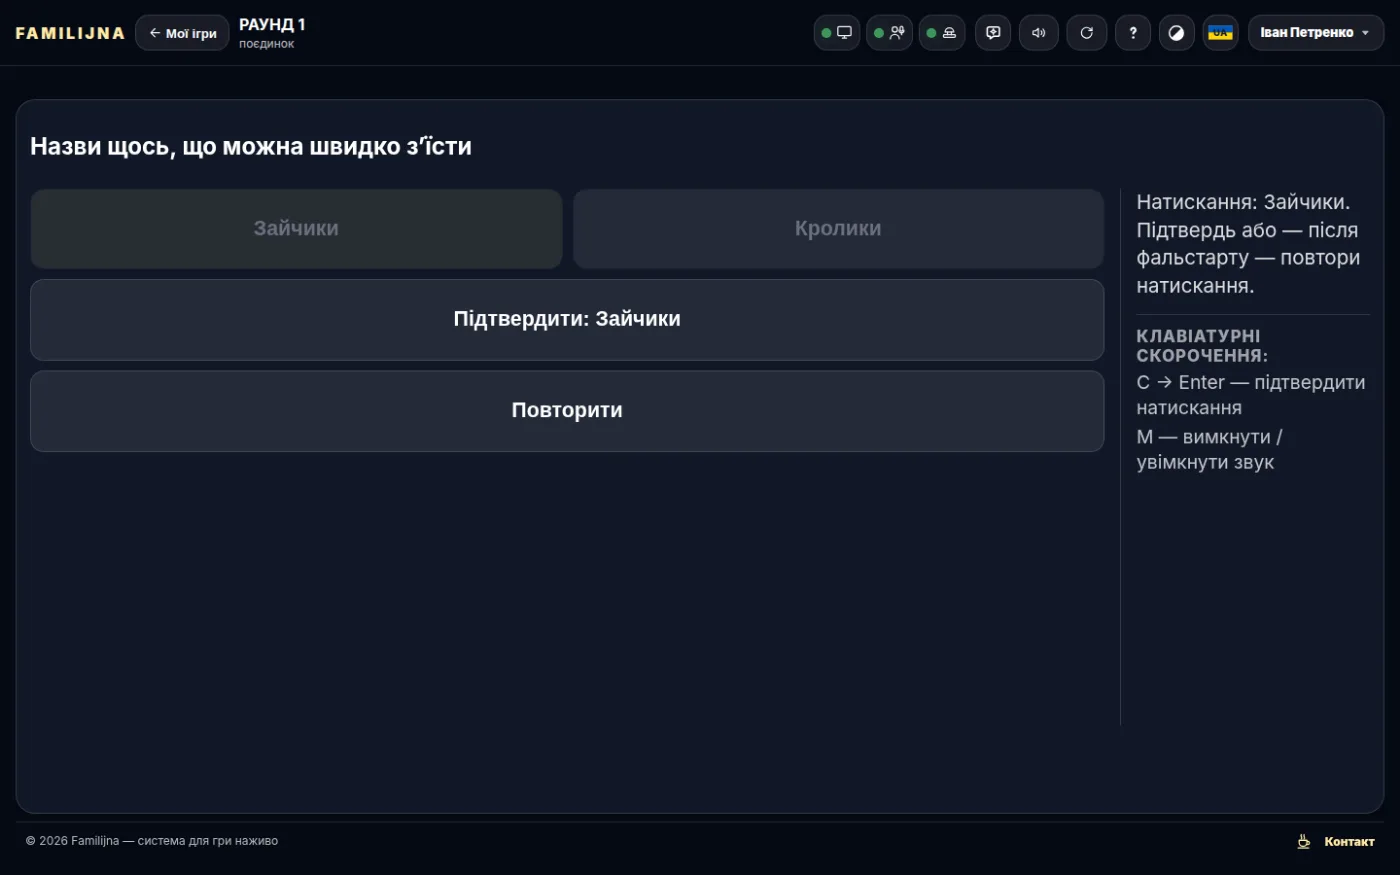 FAMILIJNA
← Мої ігри
РАУНД 1
поєдинок
?
UA
Іван Петренко
Назви щось, що можна швидко з’їсти
Зайчики
Кролики
Підтвердити: Зайчики
Повторити
Натискання: Зайчики.
Підтвердь або — після
фальстарту — повтори
натискання.
КЛАВІАТУРНІ
СКОРОЧЕННЯ:
C → Enter — підтвердити
натискання
M — вимкнути /
увімкнути звук
© 2026 Familijna — система для гри наживо
Контакт